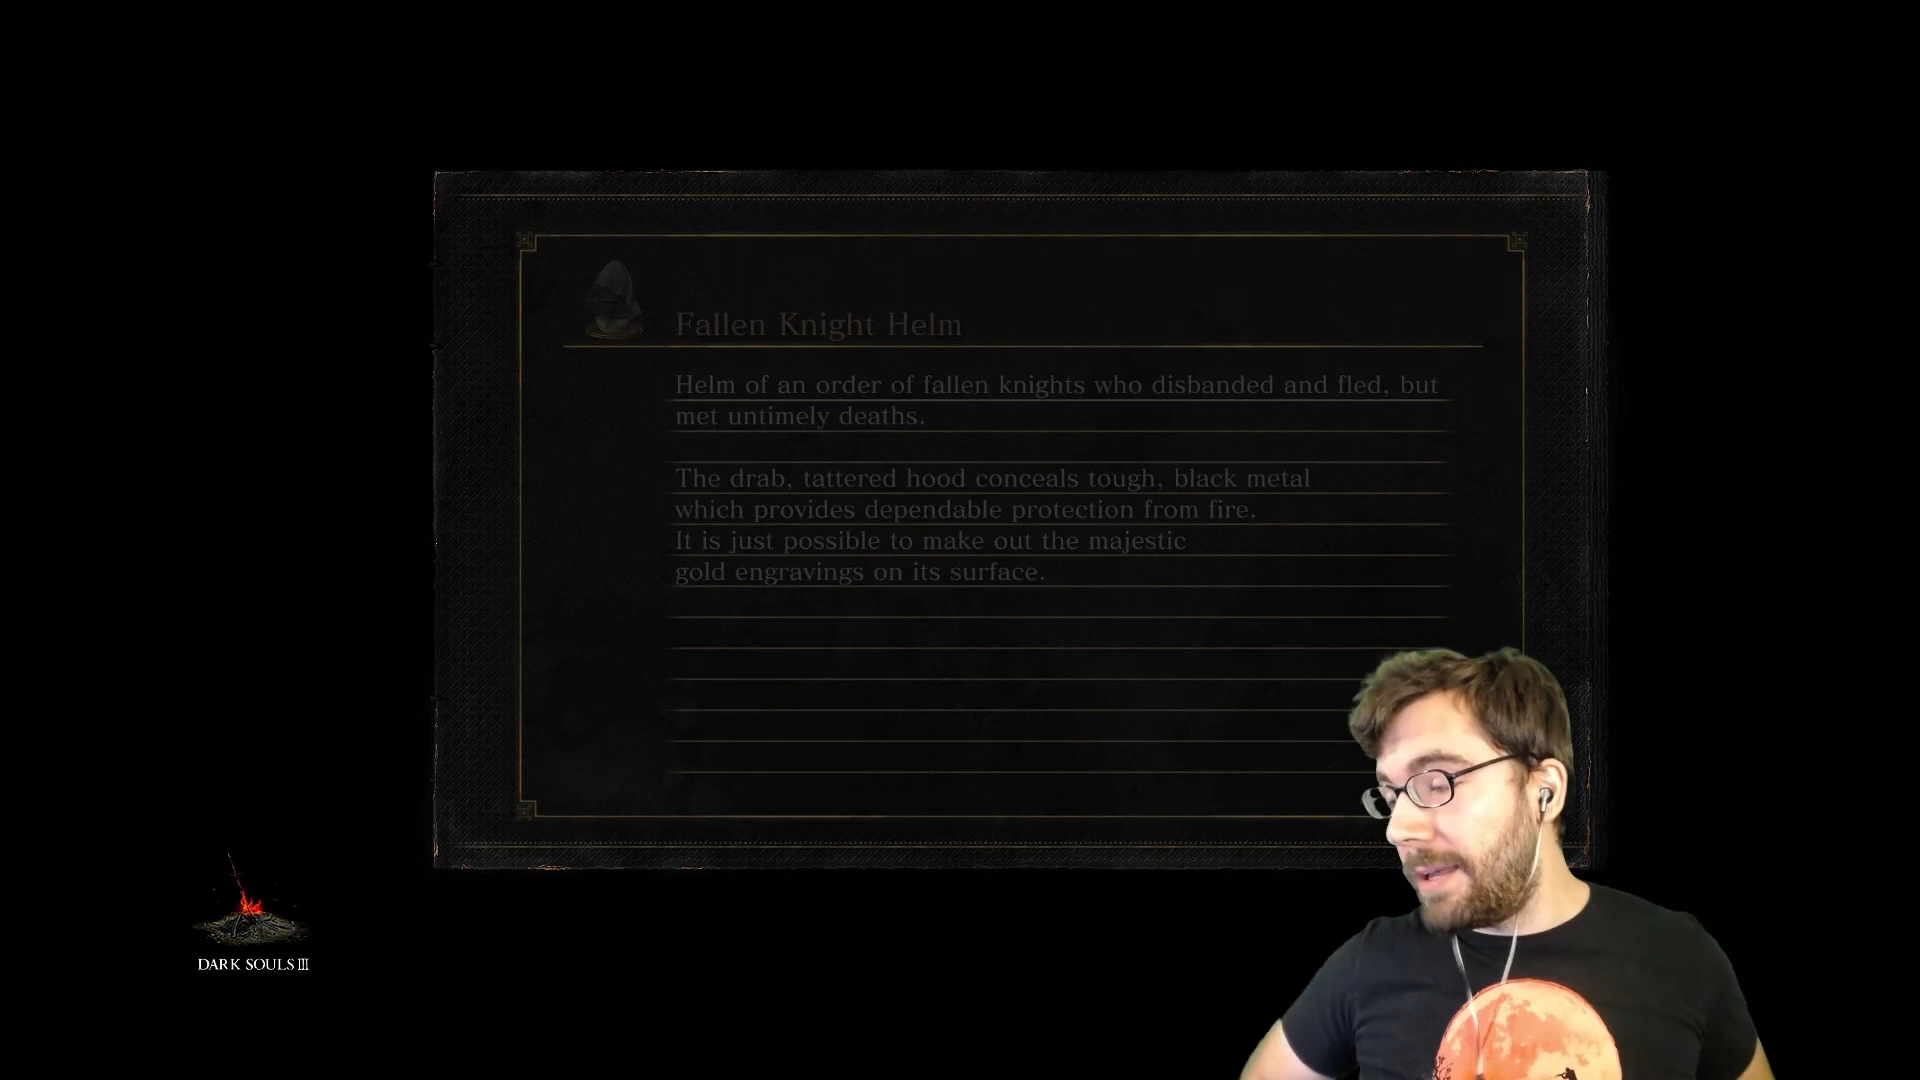 Fallen Knight Helm
Helm of an order of fallen knights who disbanded and fled, but
met untimely deaths.
The drab, tattered hood conceals tough, black metal
which provides dependable protection from fire.
It is just possible to make out the majestic
gold engravings on its surface.
DARK SOULS III